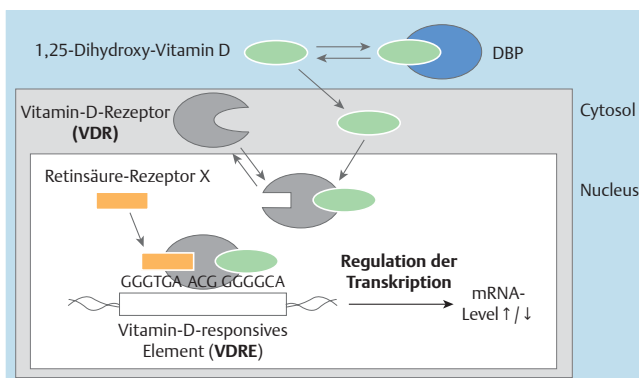 1,25-Dihydroxy-Vitamin D
DBP
Cytosol
Vitamin-D-Rezeptor
(VDR)
Nucleus
Retinsäure-Rezeptor X
GGGTGA ACG GGGGCA
Vitamin-D-responsives
Element (VDRE)
Regulation der
Transkription
mRNA-
Level ↑/↓